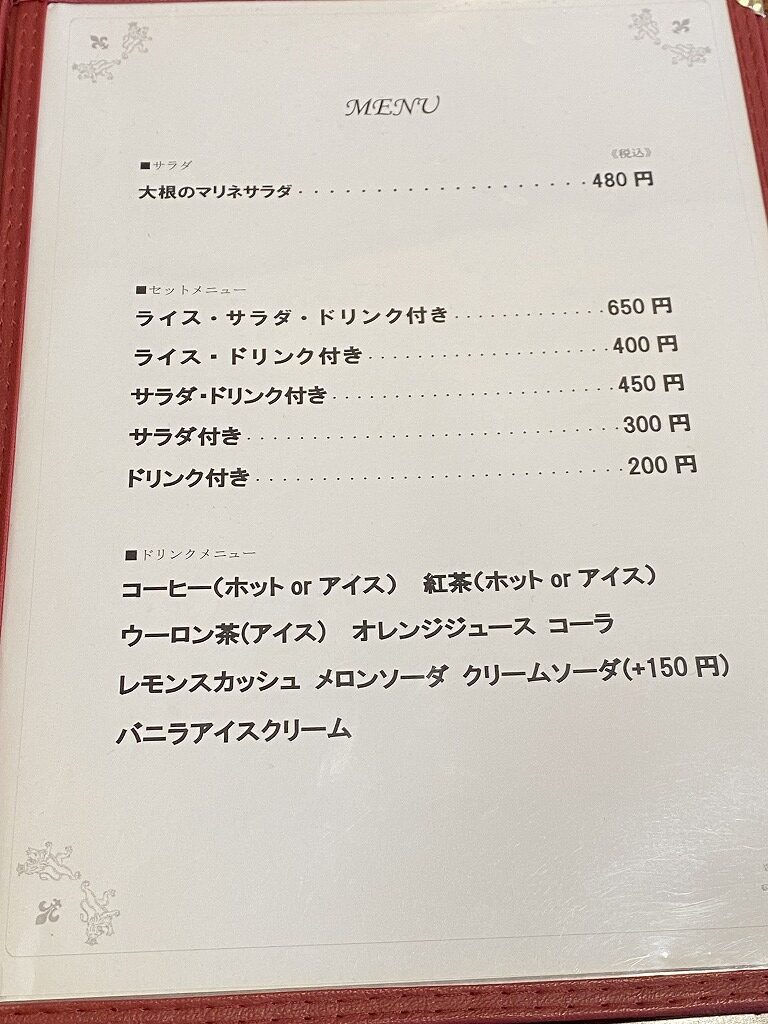 MENU
《税込》
■サラダ
大根のマリネサラダ・・・・・・・・・・・・・・・・・・・・・480 円
■セットメニュー
ライス・サラダ・ドリンク付き・・・・・・・・・・・・650 円
ライス・ドリンク付き・・・・・・・・・・・・・・・・・・・400 円
サラダ・ドリンク付き・・・・・・・・・・・・・・・・・・・・・450 円
サラダ付き・・・・・・・・・・・・・・・・・・・・・・・・・・・・300 円
ドリンク付き・・・・・・・・・・・・・・・・・・・・・・・・・・・・200 円
■ドリンクメニュー
コーヒー(ホット or アイス) 紅茶(ホット or アイス)
ウーロン茶(アイス) オレンジジュース コーラ
レモンスカッシュ メロンソーダ クリームソーダ(+150 円)
バニラアイスクリーム